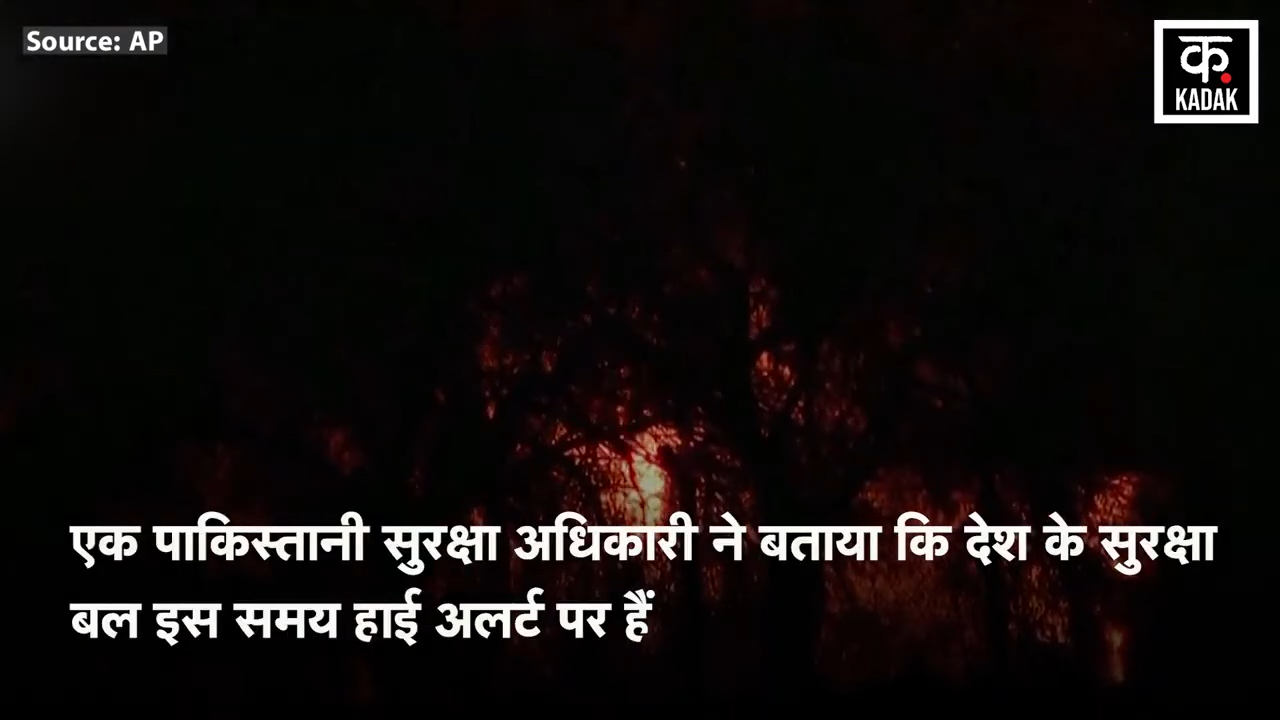 Source: AP
क
KADAK
एक पाकिस्तानी सुरक्षा अधिकारी ने बताया कि देश के सुरक्षा
बल इस समय हाई अलर्ट पर हैं